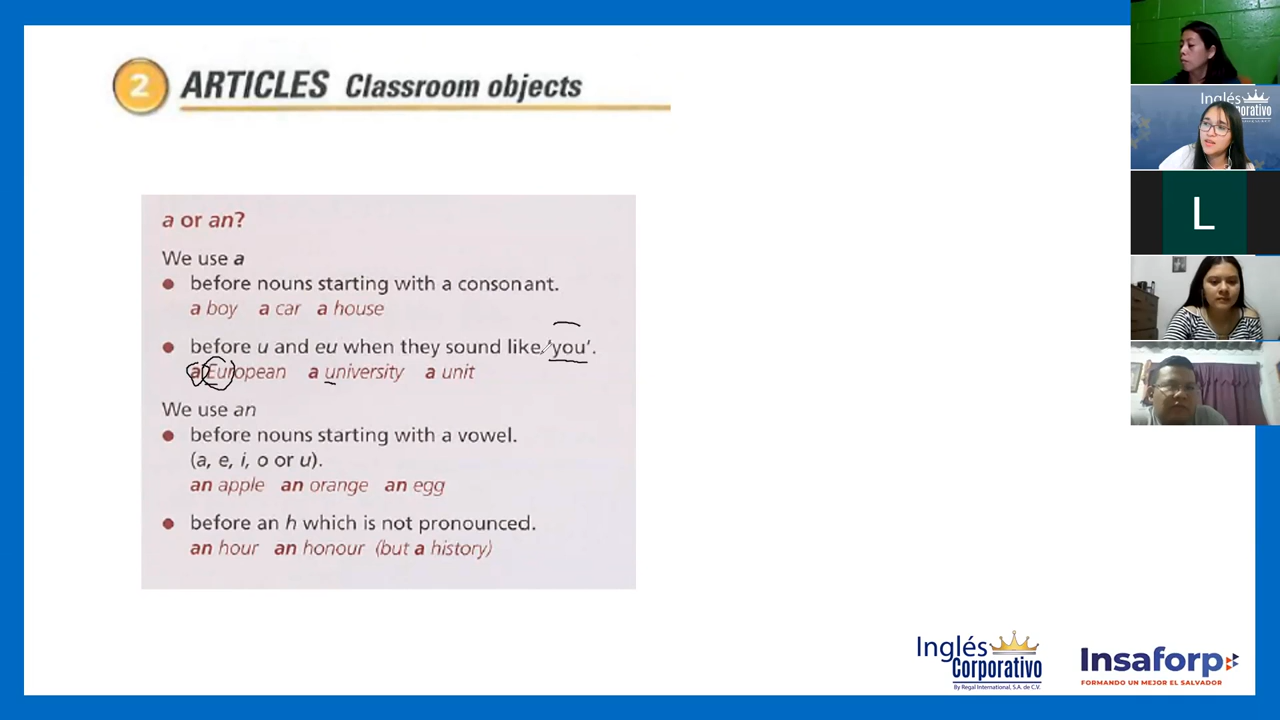 2 ARTICLES Classroom objects
a or an?
We use a
● before nouns starting with a consonant.
a boy a car a house
● before u and eu when they sound like 'you'.
a European a university a unit
We use an
● before nouns starting with a vowel.
(a, e, i, o or u).
an apple an orange an egg
● before an h which is not pronounced.
an hour an honour (but a history)
Inglés
Corporativo
By Regal International, S.A. de C.V.
Insaforp
FORMANDO UN MEJOR EL SALVADOR
Inglés
porativo
L